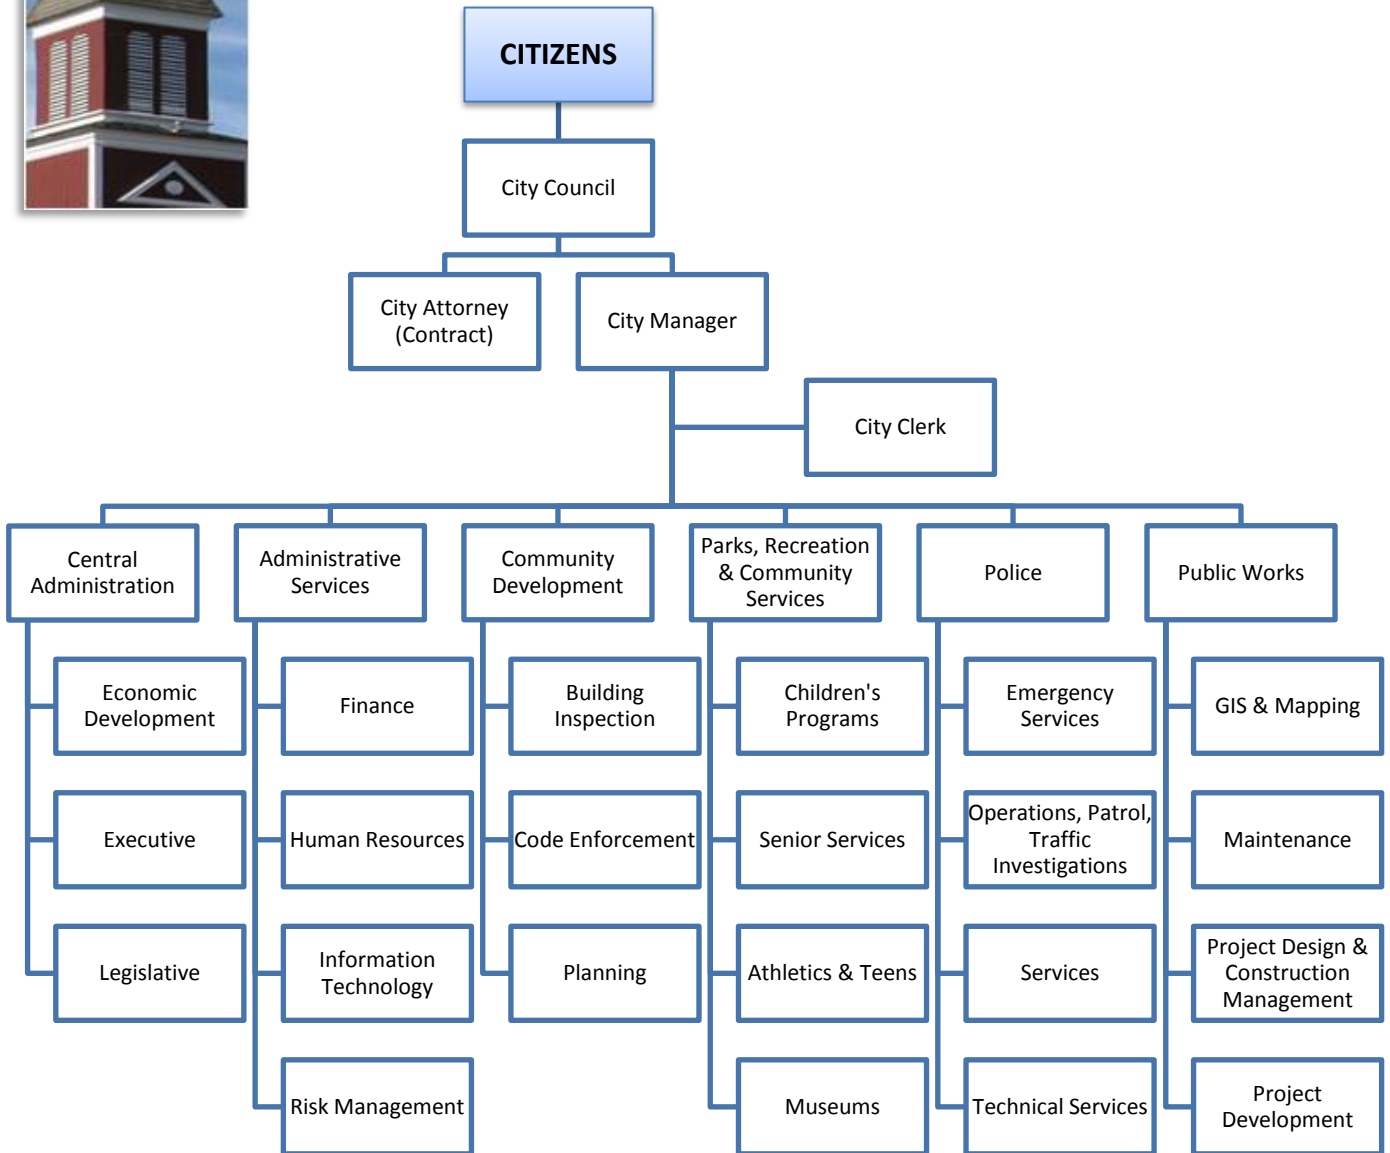 CITIZENS
City Council
City Attorney
(Contract)
City Manager
City Clerk
Central
Administration
Administrative
Services
Community
Development
Parks, Recreation
& Community
Services
Police
Public Works
Economic
Development
Finance
Building
Inspection
Children's
Programs
Emergency
Services
GIS & Mapping
Executive
Human Resources
Code Enforcement
Senior Services
Operations, Patrol,
Traffic
Investigations
Maintenance
Legislative
Information
Technology
Planning
Athletics & Teens
Services
Project Design &
Construction
Management
Risk Management
Museums
Technical Services
Project
Development